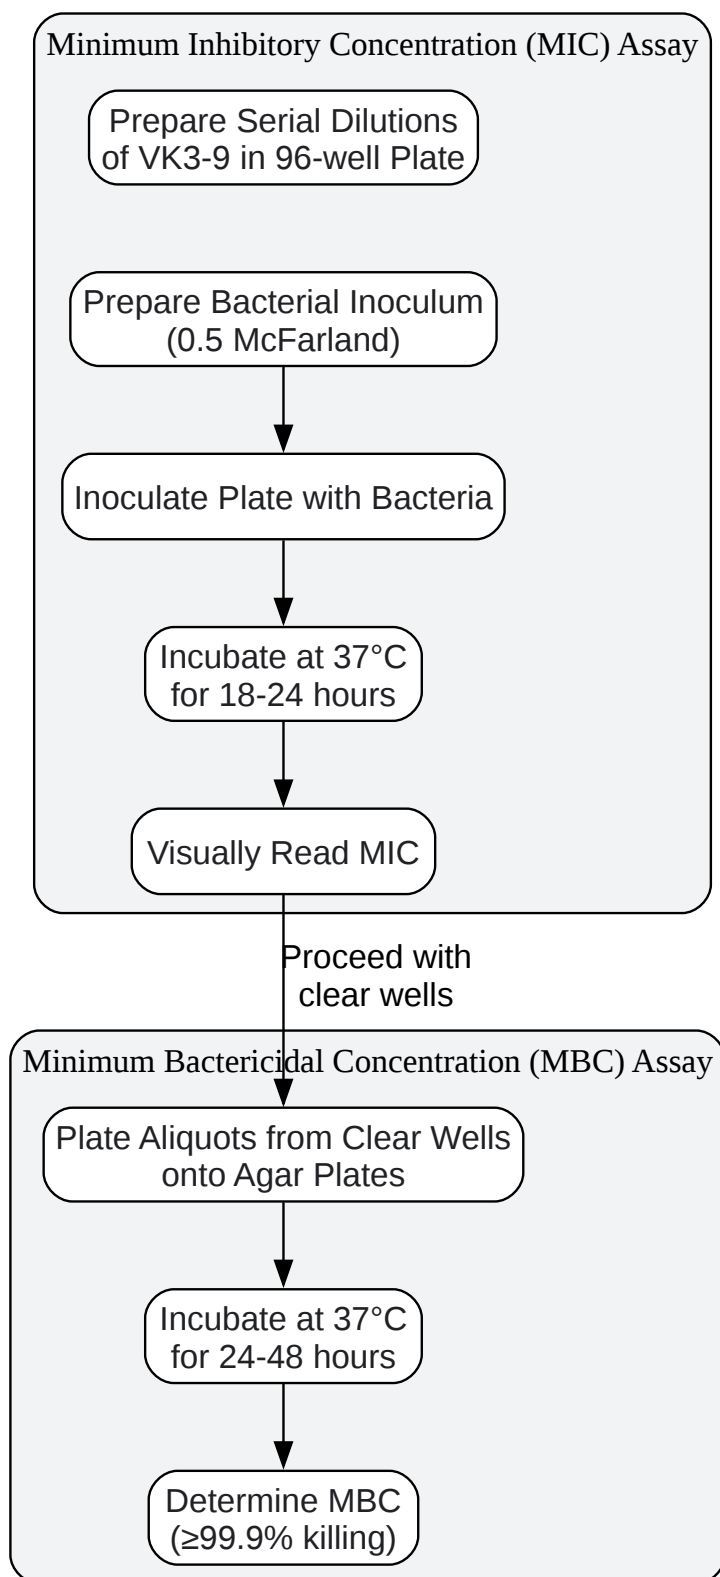 Minimum Inhibitory Concentration (MIC) Assay
Prepare Serial Dilutions
of VK3-9 in 96-well Plate
Prepare Bacterial Inoculum
(0.5 McFarland)
Inoculate Plate with Bacteria
Incubate at 37°C
for 18-24 hours
Visually Read MIC
Proceed with
clear wells
Minimum Bactericidal Concentration (MBC) Assay
Plate Aliquots from Clear Wells
onto Agar Plates
Incubate at 37°C
for 24-48 hours
Determine MBC
(≥99.9% killing)